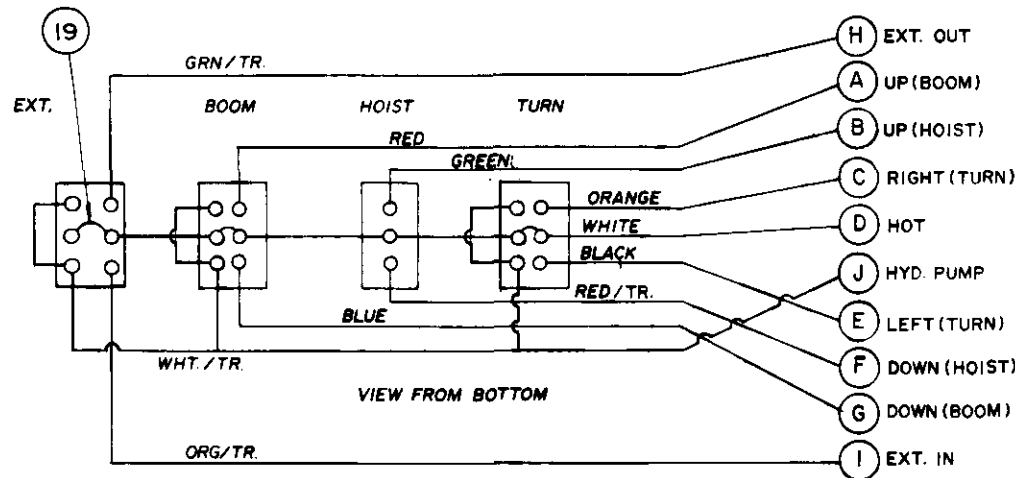 19
H EXT. OUT
GRN/TR.
A UP (BOOM)
EXT. BOOM HOIST TURN
RED
B UP (HOIST)
GREEN
ORANGE
C RIGHT (TURN)
WHITE
D HOT
BLACK
J HYD. PUMP
RED/TR.
BLUE
E LEFT (TURN)
WHT./TR.
F DOWN (HOIST)
VIEW FROM BOTTOM
G DOWN (BOOM)
ORG/TR.
I EXT. IN